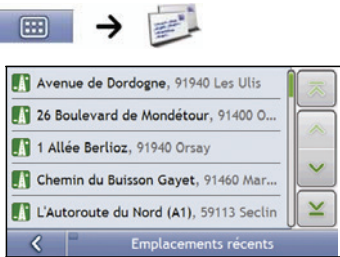 Avenue de Dordogne, 91940 Les Ulis
26 Boulevard de Mondétour, 91400 O...
1 Allée Berlioz, 91940 Orsay
Chemin du Buisson Gayet, 91460 Mar...
L'Autoroute du Nord (A1), 59113 Seclin
Emplacements récents